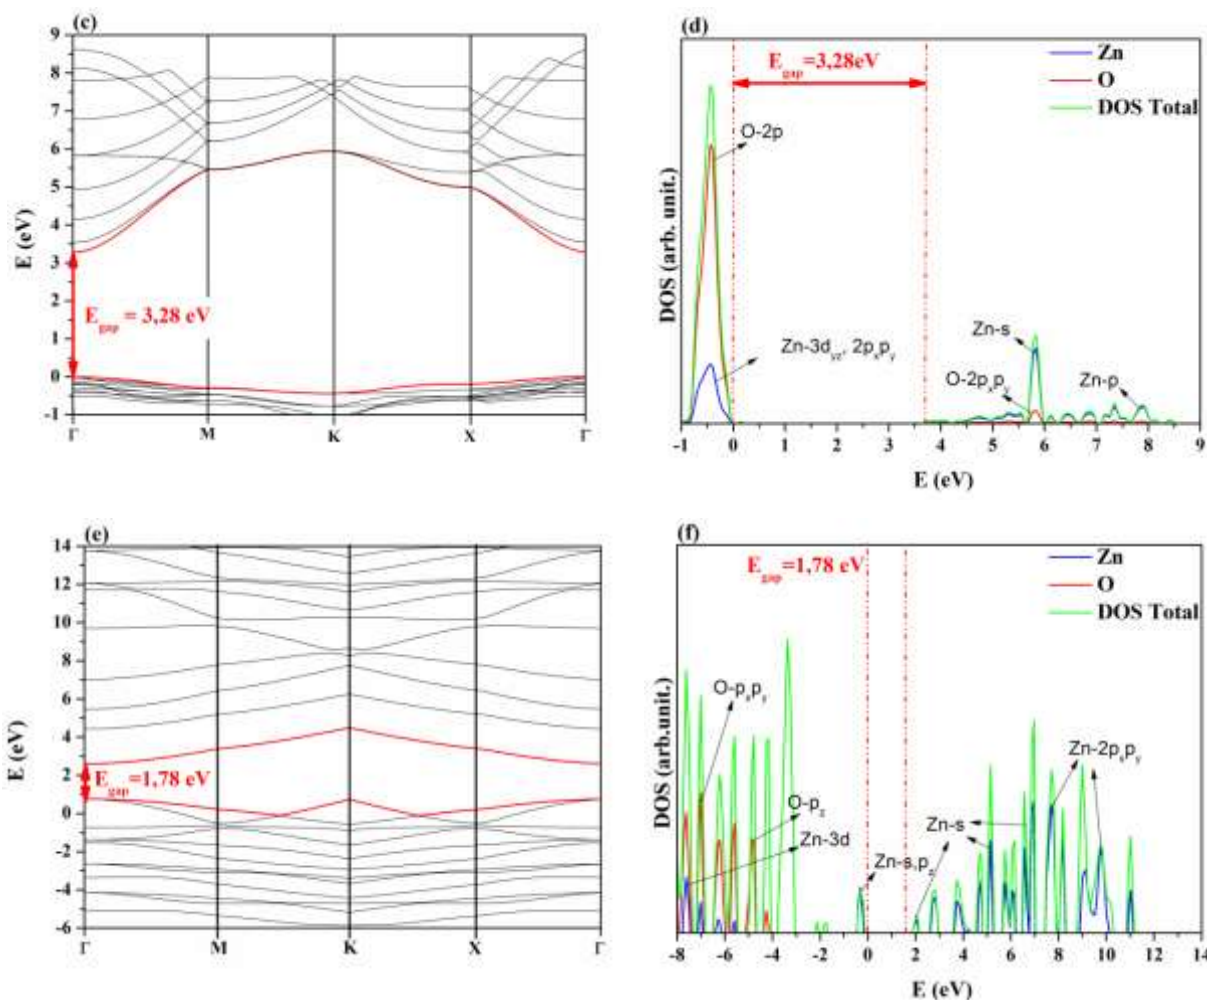 (c)
9
8
7
6
5
4
3
2
1
0
-1
E (eV)
E_gap = 3,28 eV
Γ M K X Γ
(d)
E_gap=3,28eV
Zn
O
DOS Total
O-2p
Zn-3d_yz, 2p_xp_y
Zn-s
O-2p_xp_y
Zn-p
DOS (arb. unit.)
-1 0 1 2 3 4 5 6 7 8 9
E (eV)
(e)
14
12
10
8
6
4
2
0
-2
-4
-6
E (eV)
E_gap=1,78 eV
Γ M K X Γ
(f)
E_gap=1,78 eV
Zn
O
DOS Total
O-p_xp_y
O-p_z
Zn-3d
Zn-s,p_z
Zn-s
Zn-2p_xp_y
DOS (arb.unit.)
-8 -6 -4 -2 0 2 4 6 8 10 12 14
E (eV)